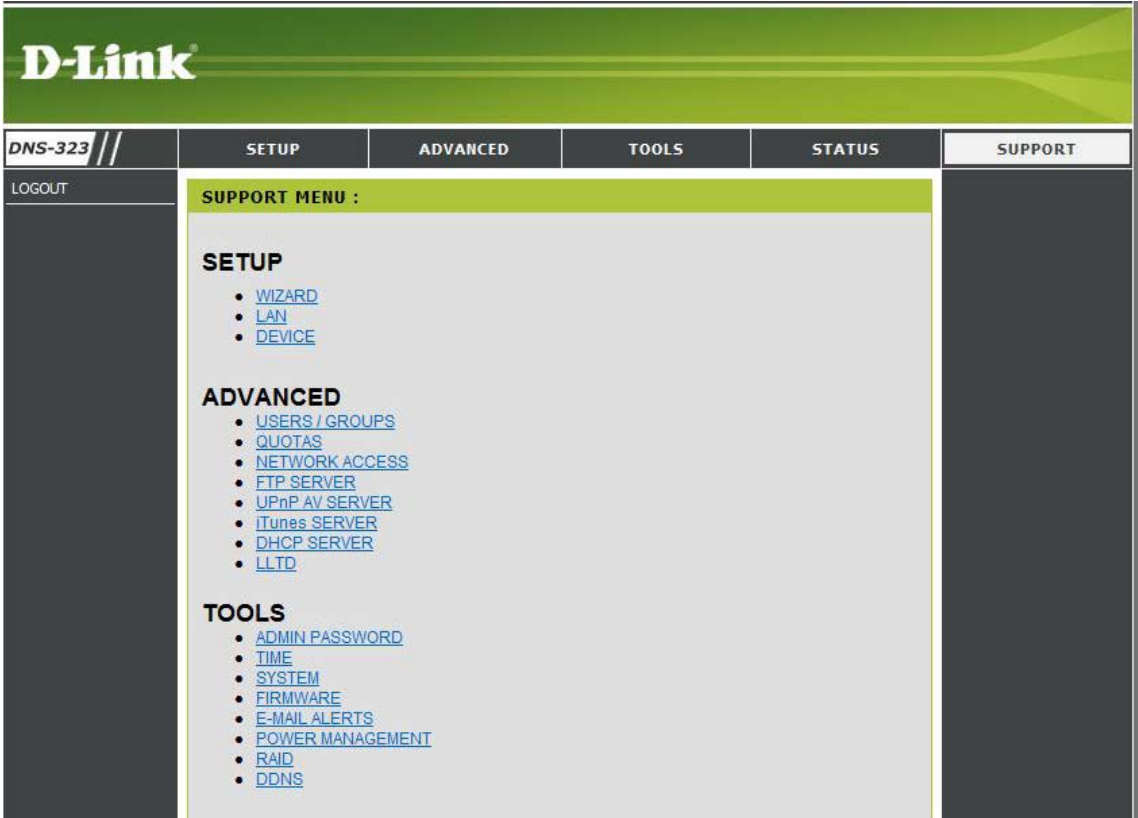 D-Link®
DNS-323 SETUP ADVANCED TOOLS STATUS SUPPORT
LOGOUT
SUPPORT MENU :
SETUP
• WIZARD
• LAN
• DEVICE
ADVANCED
• USERS / GROUPS
• QUOTAS
• NETWORK ACCESS
• FTP SERVER
• UPnP AV SERVER
• iTunes SERVER
• DHCP SERVER
• LLTD
TOOLS
• ADMIN PASSWORD
• TIME
• SYSTEM
• FIRMWARE
• E-MAIL ALERTS
• POWER MANAGEMENT
• RAID
• DDNS